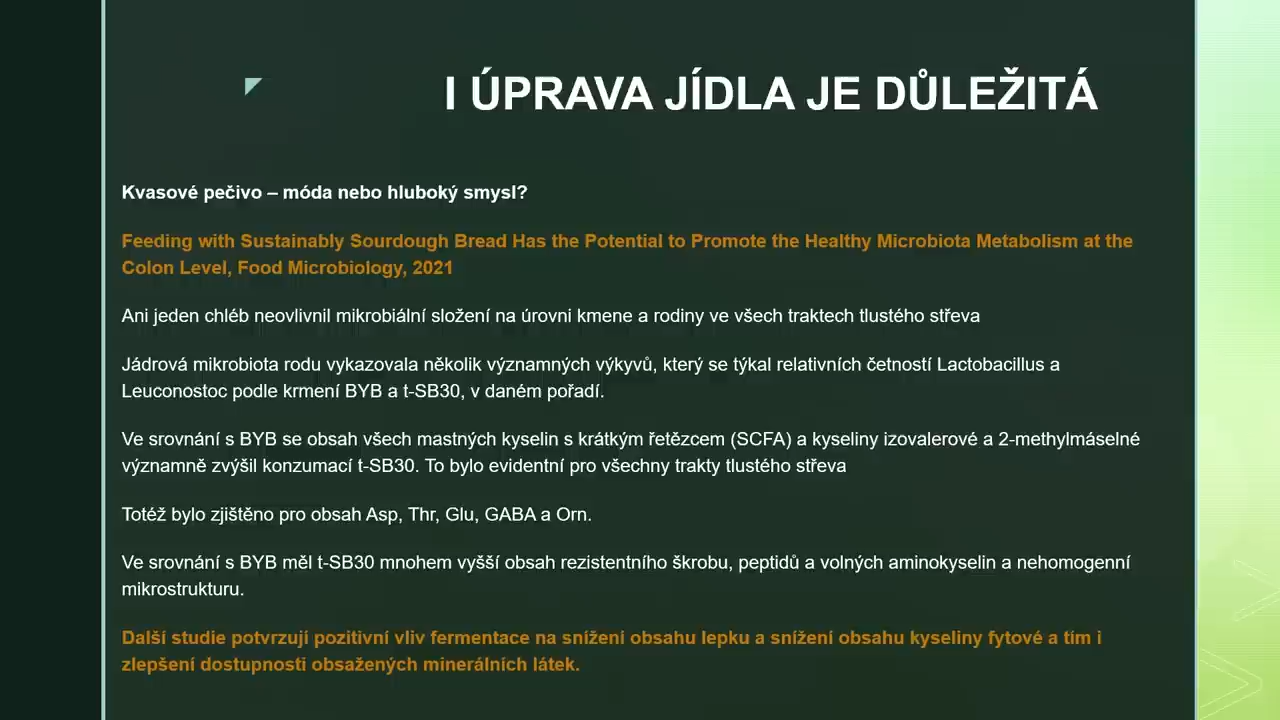 I ÚPRAVA JÍDLA JE DŮLEŽITÁ
Kvasové pečivo – móda nebo hluboký smysl?
Feeding with Sustainably Sourdough Bread Has the Potential to Promote the Healthy Microbiota Metabolism at the
Colon Level, Food Microbiology, 2021
Ani jeden chléb neovlivnil mikrobiální složení na úrovni kmene a rodiny ve všech traktech tlustého střeva
Jádrová mikrobiota rodu vykazovala několik významných výkyvů, který se týkal relativních četností Lactobacillus a
Leuconostoc podle krmení BYB a t-SB30, v daném pořadí.
Ve srovnání s BYB se obsah všech mastných kyselin s krátkým řetězcem (SCFA) a kyseliny izovalerové a 2-methylmáselné
významně zvýšil konzumací t-SB30. To bylo evidentní pro všechny trakty tlustého střeva
Totéž bylo zjištěno pro obsah Asp, Thr, Glu, GABA a Orn.
Ve srovnání s BYB měl t-SB30 mnohem vyšší obsah rezistentního škrobu, peptidů a volných aminokyselin a nehomogenní
mikrostrukturu.
Další studie potvrzují pozitivní vliv fermentace na snížení obsahu lepku a snížení obsahu kyseliny fytové a tím i
zlepšení dostupnosti obsažených minerálních látek.